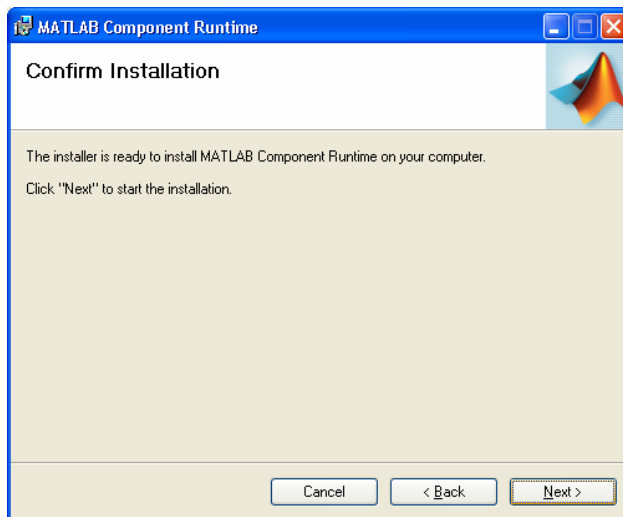 MATLAB Component Runtime
Confirm Installation
The installer is ready to install MATLAB Component Runtime on your computer.
Click "Next" to start the installation.
Cancel
< Back
Next >